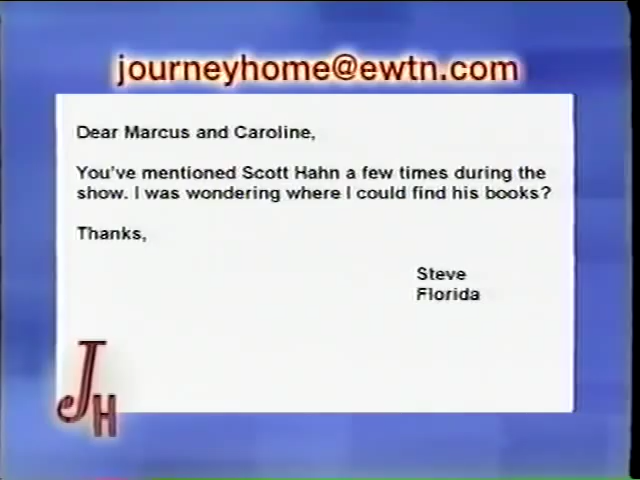 journeyhome@ewtn.com
Dear Marcus and Caroline,
You've mentioned Scott Hahn a few times during the
show. I was wondering where I could find his books?
Thanks,
Steve
Florida
JH